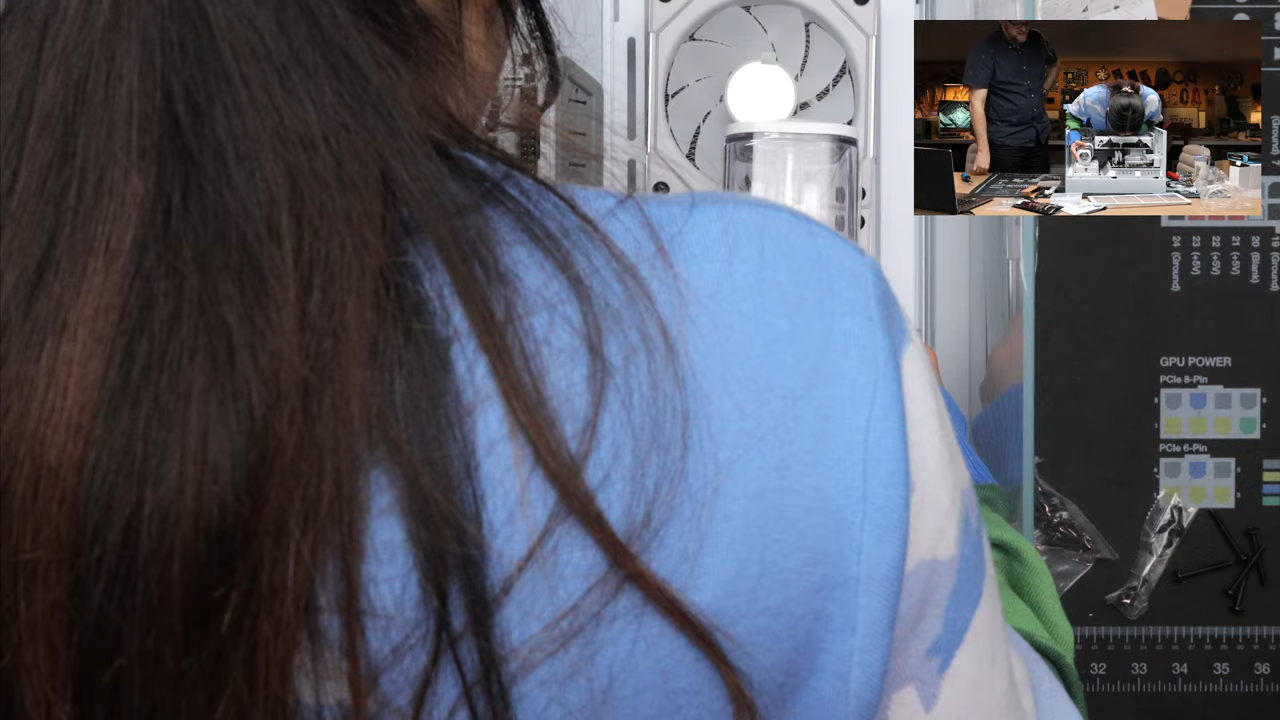 24 (Ground)
23 (+5V)
22 (+5V)
21 (+5V)
20 (Blank)
19 (Ground)
GPU POWER
PCIe 8-Pin
PCIe 6-Pin
32 33 34 35 36